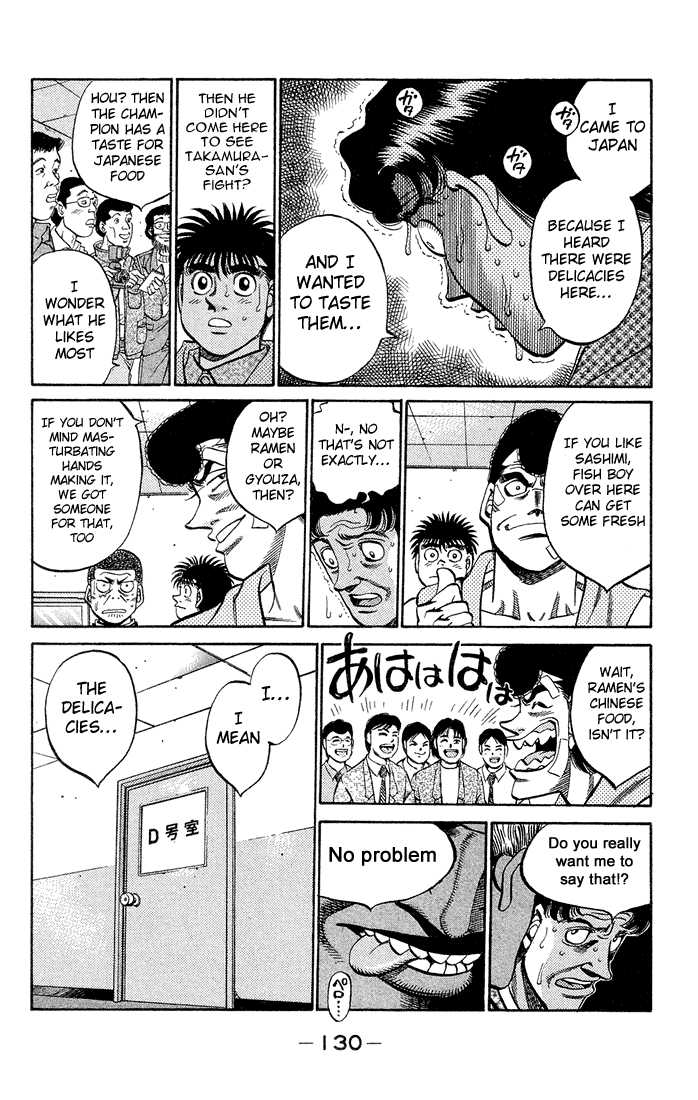 I
CAME TO
JAPAN
BECAUSE I
HEARD
THERE WERE
DELICACIES
HERE...
ガタ
ガタ
ガタ
AND I
WANTED
TO TASTE
THEM...
THEN HE
DIDN'T
COME HERE
TO SEE
TAKAMURA-
SAN'S
FIGHT?
HOU? THEN
THE CHAM-
PION HAS A
TASTE FOR
JAPANESE
FOOD
I
WONDER
WHAT HE
LIKES
MOST
IF YOU LIKE
SASHIMI,
FISH BOY
OVER HERE
CAN GET
SOME FRESH
N-, NO
THAT'S NOT
EXACTLY...
OH?
MAYBE
RAMEN
OR
GYOUZA,
THEN?
IF YOU DON'T
MIND MAS-
TURBATING
HANDS
MAKING IT,
WE GOT
SOMEONE
FOR THAT,
TOO
WAIT,
RAMEN'S
CHINESE
FOOD,
ISN'T IT?
あはははは
I...
I
MEAN
THE
DELICA-
CIES...
D号室
Do you really
want me to
say that!?
No problem
ペロ...
—130—